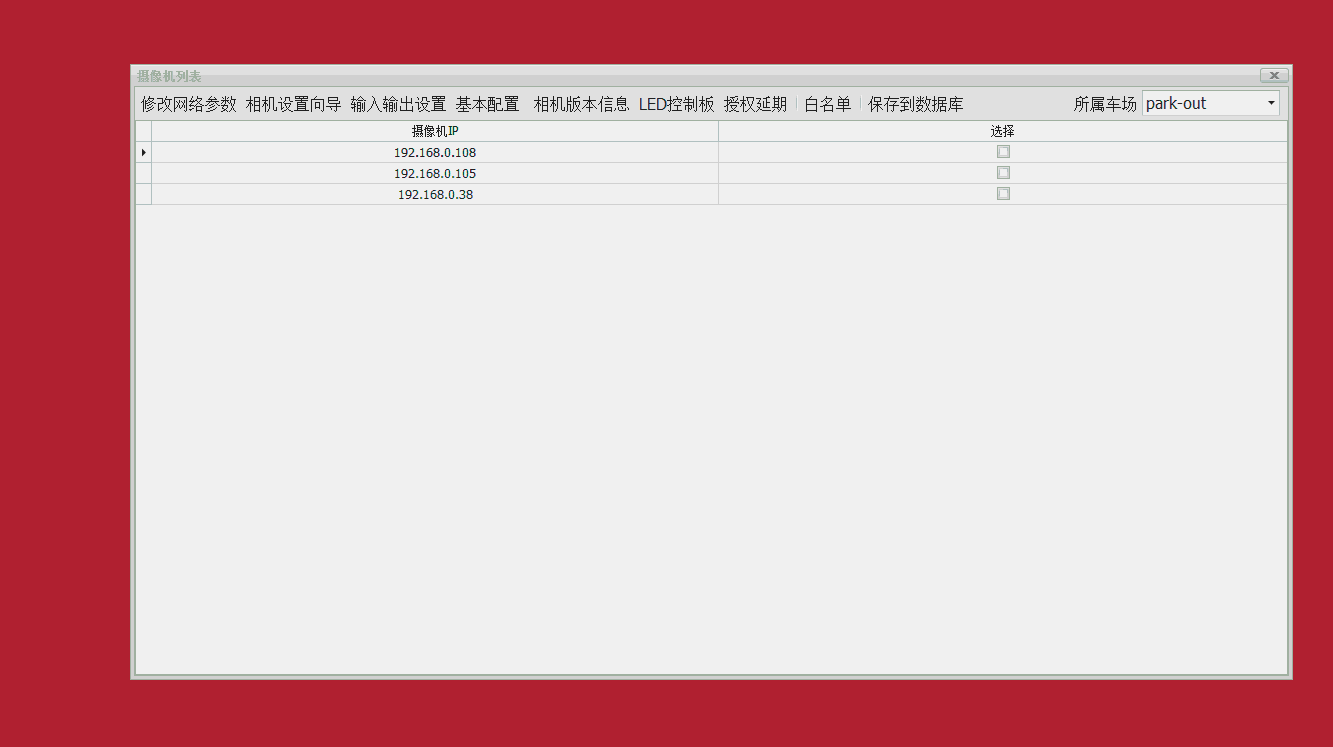 摄像机列表
修改网络参数 相机设置向导 输入输出设置 基本配置 相机版本信息 LED控制板 授权延期 白名单 保存到数据库 所属车场 park-out
摄像机IP 选择
192.168.0.108
192.168.0.105
192.168.0.38